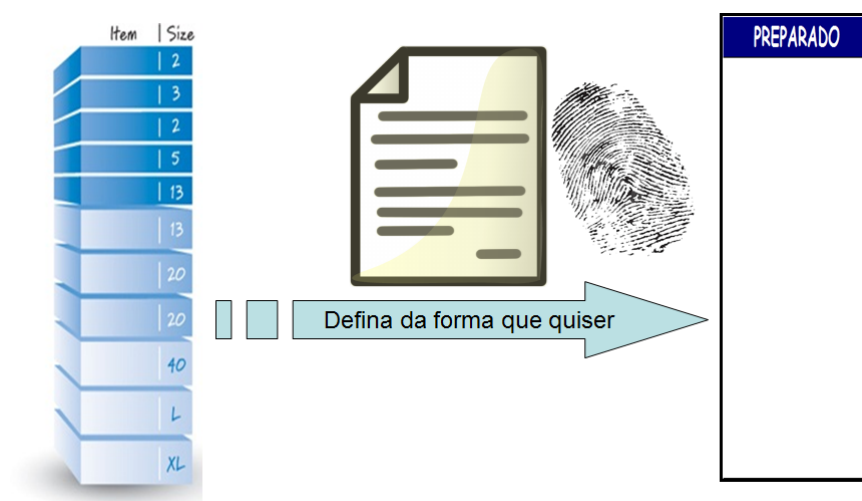 Item | Size
2
3
2
5
13
13
20
20
40
L
XL
Defina da forma que quiser
PREPARADO